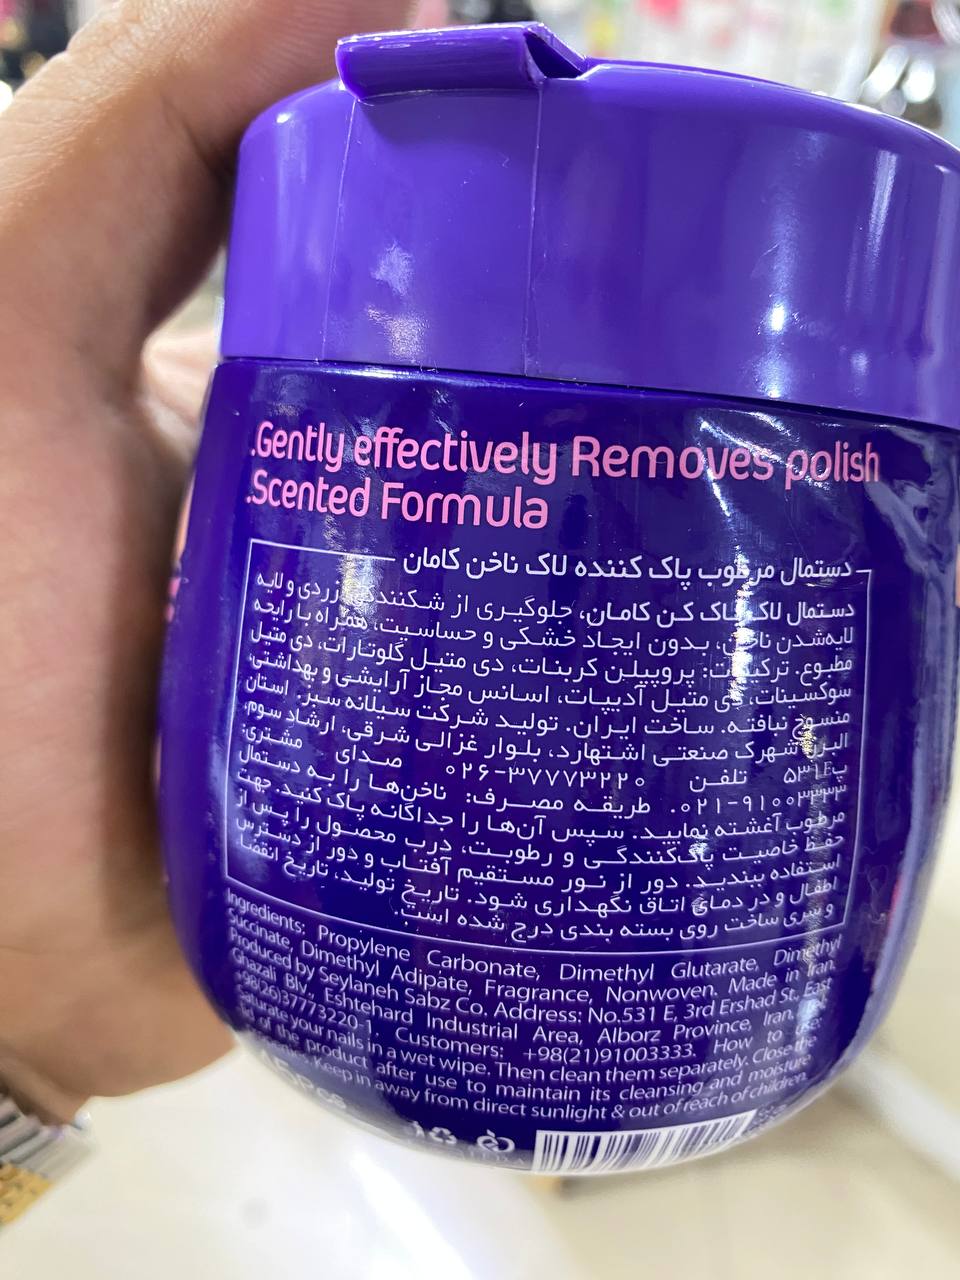 .Gently effectively Removes polish
.Scented Formula
دستمال مرطوب پاک کننده لاک ناخن کامان
دستمال لاک پاک کن کامان، جلوگیری از شکنندگی، زردی و لایه
لایه‌شدن ناخن، بدون ایجاد خشکی و حساسیت، همراه با رایحه
مطبوع. ترکیبات: پروپیلن کربنات، دی متیل گلوتارات، دی متیل
سوکسینات، دی متیل آدیپات، اسانس مجاز آرایشی و بهداشتی،
منسوج نبافته. ساخت ایران. تولید شرکت سیلانه سبز. استان
البرز، شهرک صنعتی اشتهارد، بلوار غزالی شرقی، ارشاد سوم،
پ۵۳۱E تلفن ۰۲۶-۳۷۷۷۳۲۲۰ صدای مشتری:
۰۲۱-۹۱۰۰۳۳۳۳. طریقه مصرف: ناخن‌ها را به دستمال
مرطوب آغشته نمایید. سپس آن‌ها را جداگانه پاک کنید. جهت
حفظ خاصیت پاک‌کنندگی و رطوبت، درب محصول را پس از
استفاده ببندید. دور از نور مستقیم آفتاب و دور از دسترس
اطفال و در دمای اتاق نگهداری شود. تاریخ تولید، تاریخ انقضا
و سری ساخت روی بسته بندی درج شده است.
Ingredients: Propylene Carbonate, Dimethyl Glutarate, Dimethyl
Succinate, Dimethyl Adipate, Fragrance, Nonwoven. Made in Iran.
Produced by Seylaneh Sabz Co. Address: No.531 E, 3rd Ershad St., East
Ghazali Blv., Eshtehard Industrial Area, Alborz Province, Iran.
+98(26)37773220-1, Customers: +98(21)91003333. How to use:
Saturate your nails in a wet wipe. Then clean them separately. Close the
lid of the product after use to maintain its cleansing and moisture
Keep in away from direct sunlight & out of reach of children.
Pcs